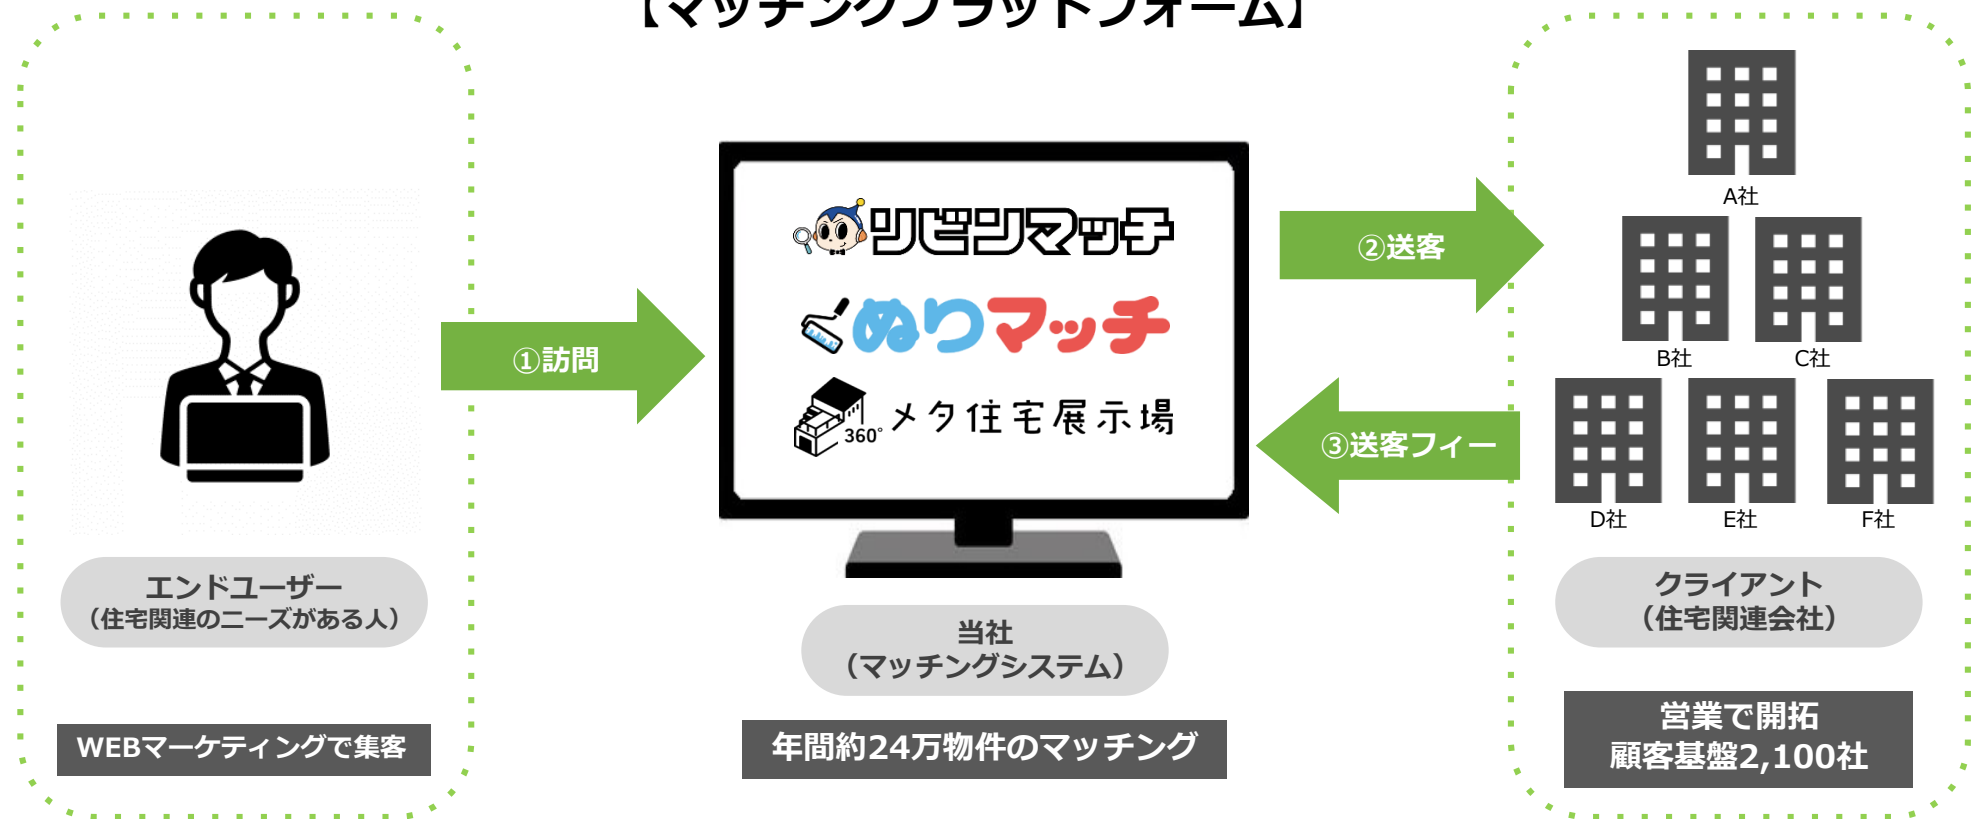 【マッチングプラットフォーム】
①訪問
エンドユーザー
（住宅関連のニーズがある人）
WEBマーケティングで集客
リビンマッチ
ぬりマッチ
360°メタ住宅展示場
当社
（マッチングシステム）
年間約24万物件のマッチング
②送客
③送客フィー
A社
B社
C社
D社
E社
F社
クライアント
（住宅関連会社）
営業で開拓
顧客基盤2,100社